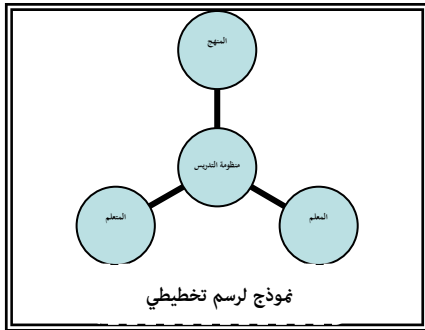 المنهج
منظومة التدريس
المعلم
المتعلم
نموذج لرسم تخطيطي